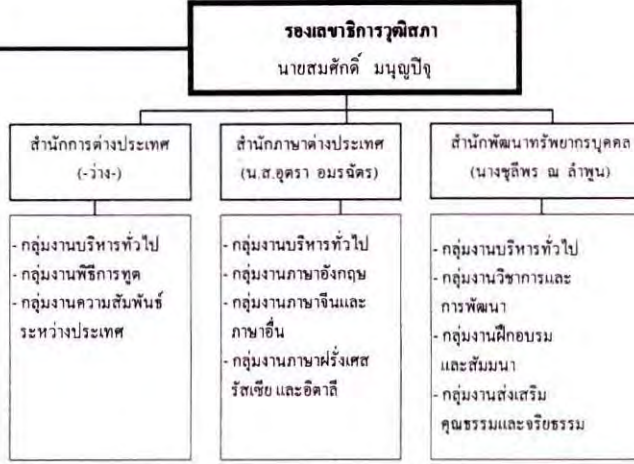 รองเลขาธิการวุฒิสภา
นายสมศักดิ์ มนุญปิจุ
สำนักการต่างประเทศ
(-ว่าง-)
- กลุ่มงานบริหารทั่วไป
- กลุ่มงานพิธีการทูต
- กลุ่มงานความสัมพันธ์
ระหว่างประเทศ
สำนักภาษาต่างประเทศ
(น.ส.อุตรา อมรฉัตร)
- กลุ่มงานบริหารทั่วไป
- กลุ่มงานภาษาอังกฤษ
- กลุ่มงานภาษาจีนและ
ภาษาอื่น
- กลุ่มงานภาษาฝรั่งเศส
รัสเซีย และอิตาลี
สำนักพัฒนาทรัพยากรบุคคล
(นางชุลีพร ณ ลำพูน)
- กลุ่มงานบริหารทั่วไป
- กลุ่มงานวิชาการและ
การพัฒนา
- กลุ่มงานฝึกอบรม
และสัมมนา
- กลุ่มงานส่งเสริม
คุณธรรมและจริยธรรม